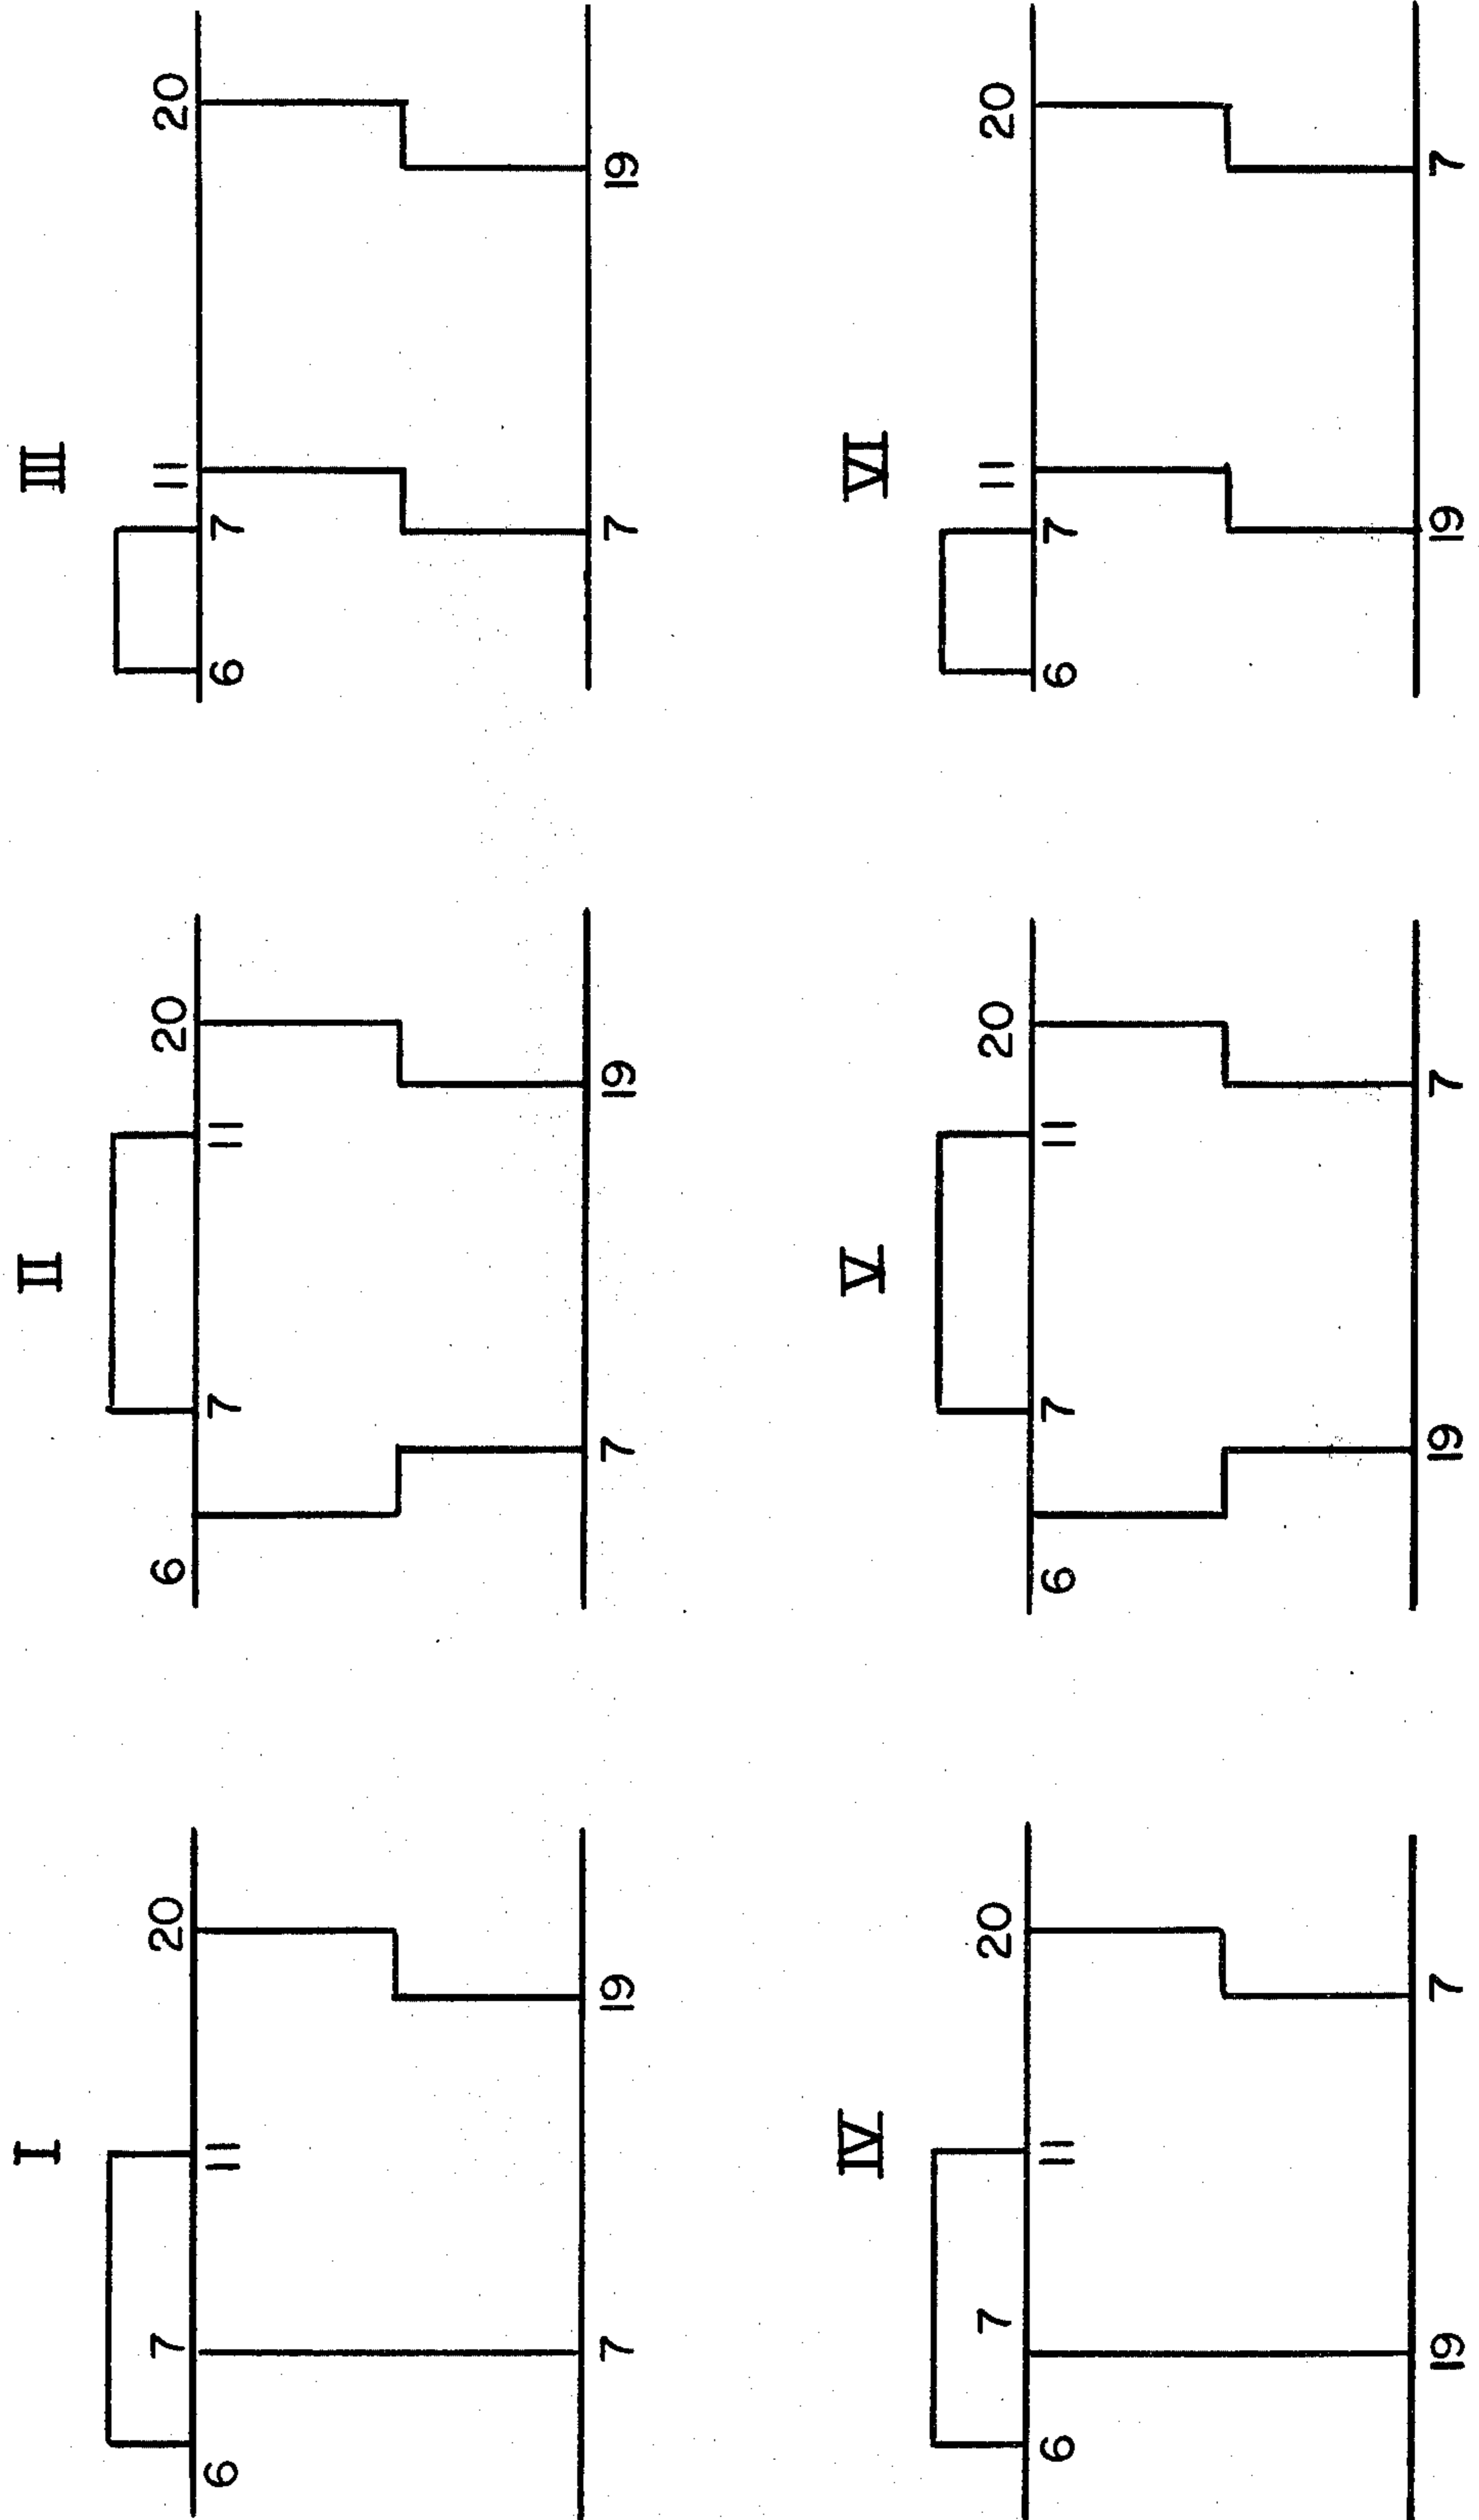 I II III
7 20 6 20 11 20
6 11 7 11 6 7
7 19 7 19 7 19
IV V VI
7 20 20 11 20
6 11 6 7 11 6 7
19 7 19 7 19 7